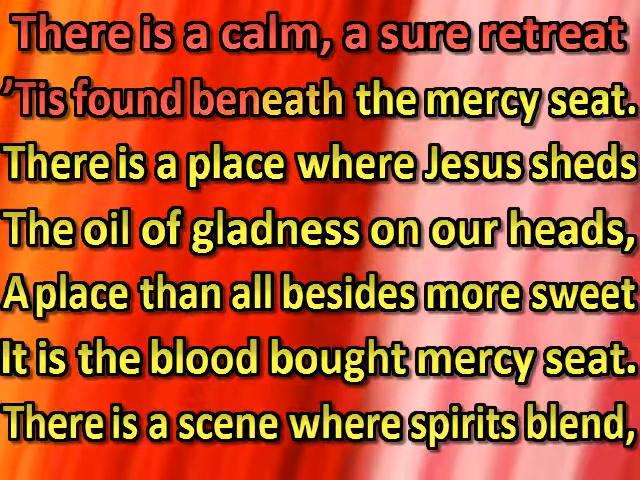 There is a calm, a sure retreat
’Tis found beneath the mercy seat.
There is a place where Jesus sheds
The oil of gladness on our heads,
A place than all besides more sweet
It is the blood bought mercy seat.
There is a scene where spirits blend,